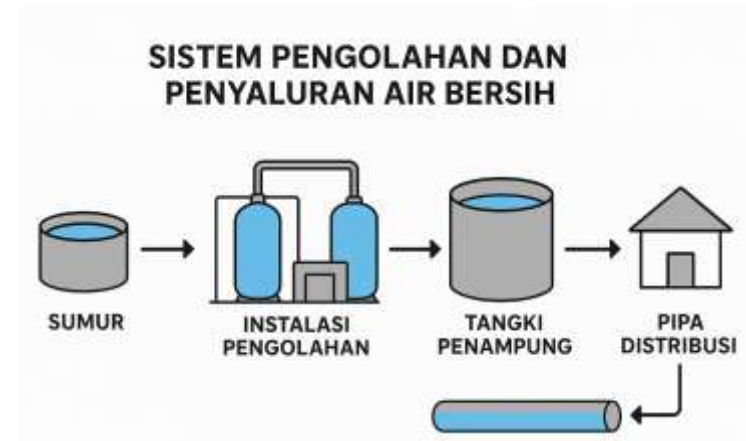 SISTEM PENGOLAHAN DAN
PENYALURAN AIR BERSIH
SUMUR
INSTALASI
PENGOLAHAN
TANGKI
PENAMPUNG
PIPA
DISTRIBUSI